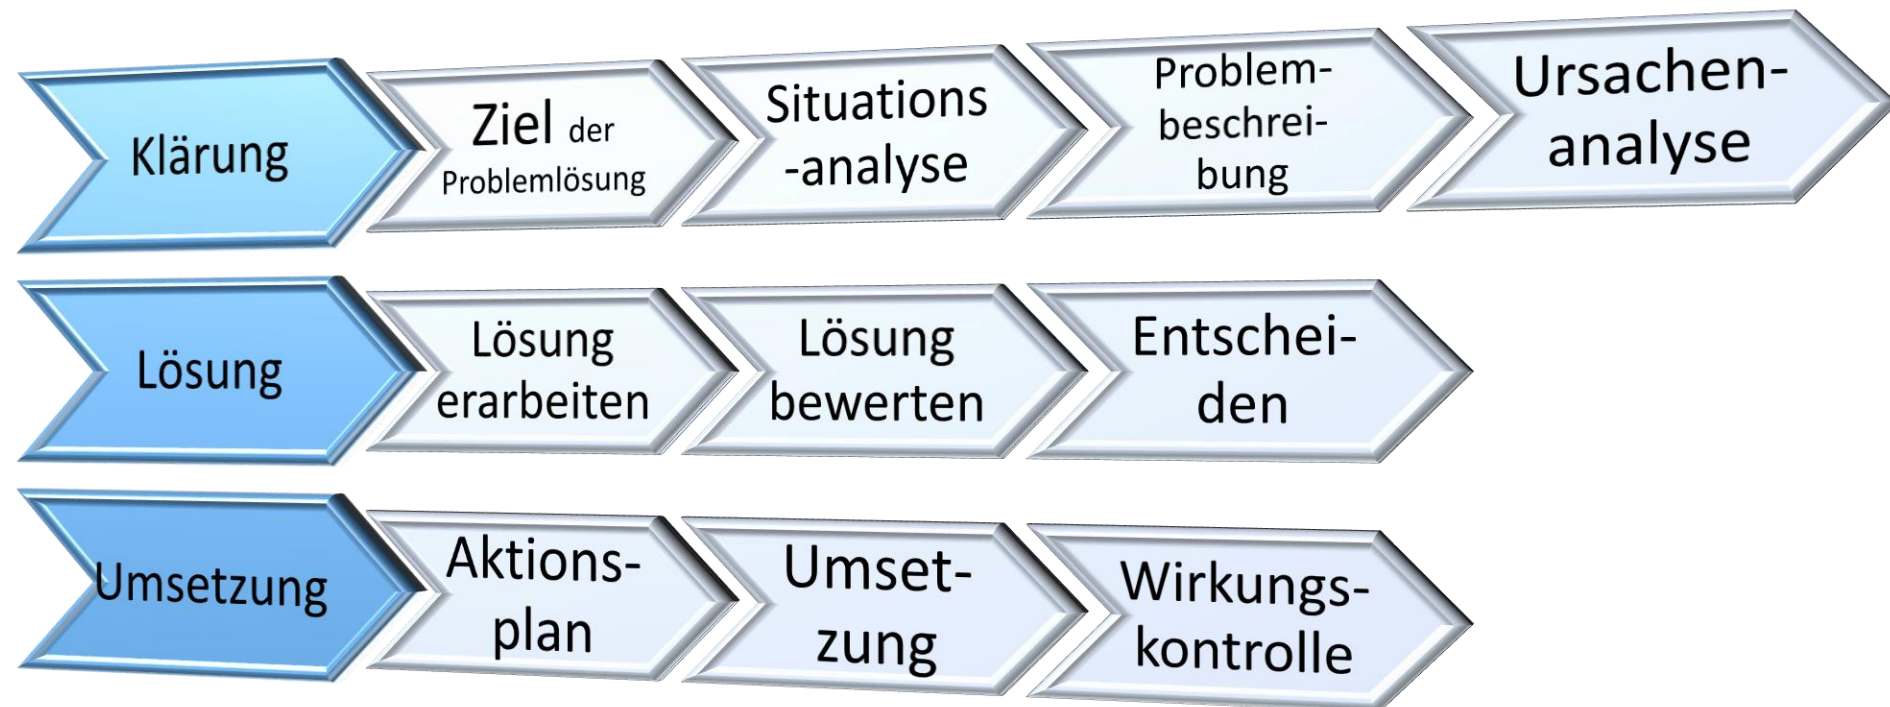 Klärung
Ziel der
Problemlösung
Situations
-analyse
Problem-
beschrei-
bung
Ursachen-
analyse
Lösung
Lösung
erarbeiten
Lösung
bewerten
Entschei-
den
Umsetzung
Aktions-
plan
Umset-
zung
Wirkungs-
kontrolle